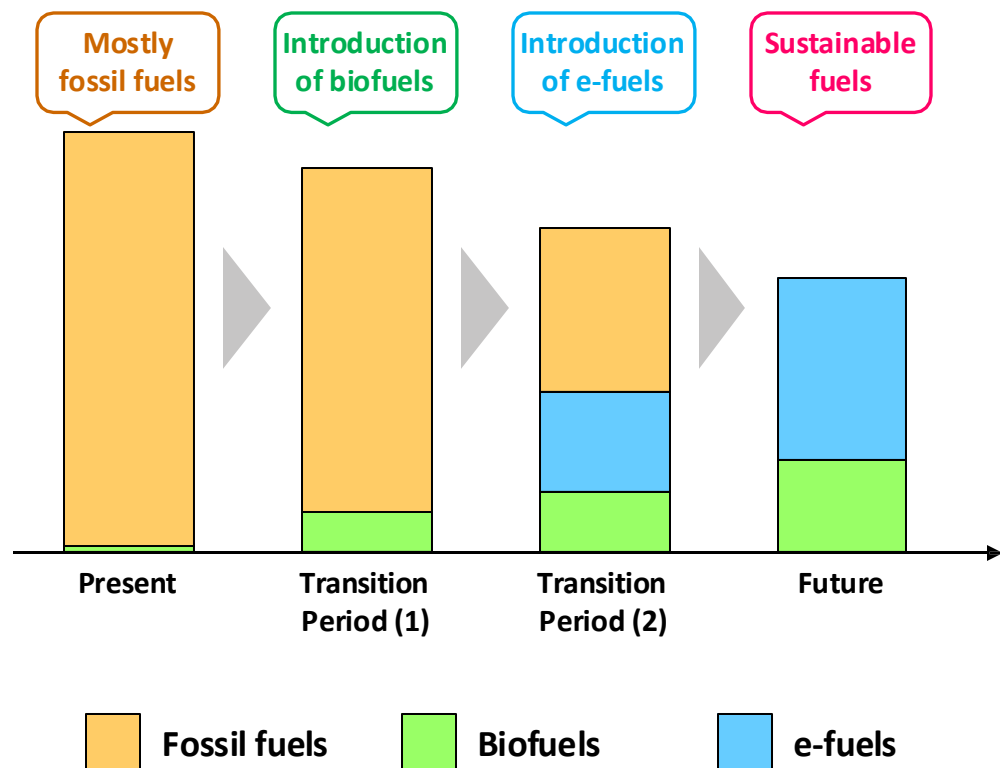 Mostly
fossil fuels
Introduction
of biofuels
Introduction
of e-fuels
Sustainable
fuels
Present
Transition
Period (1)
Transition
Period (2)
Future
Fossil fuels
Biofuels
e-fuels